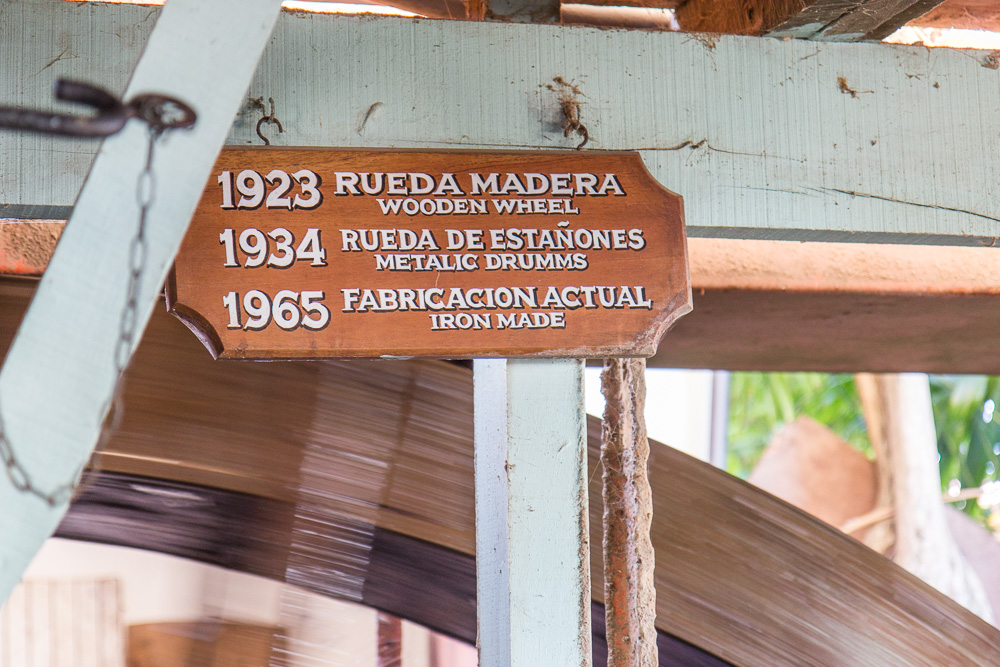 1923 RUEDA MADERA
WOODEN WHEEL
1934 RUEDA DE ESTAÑONES
METALIC DRUMMS
1965 FABRICACION ACTUAL
IRON MADE